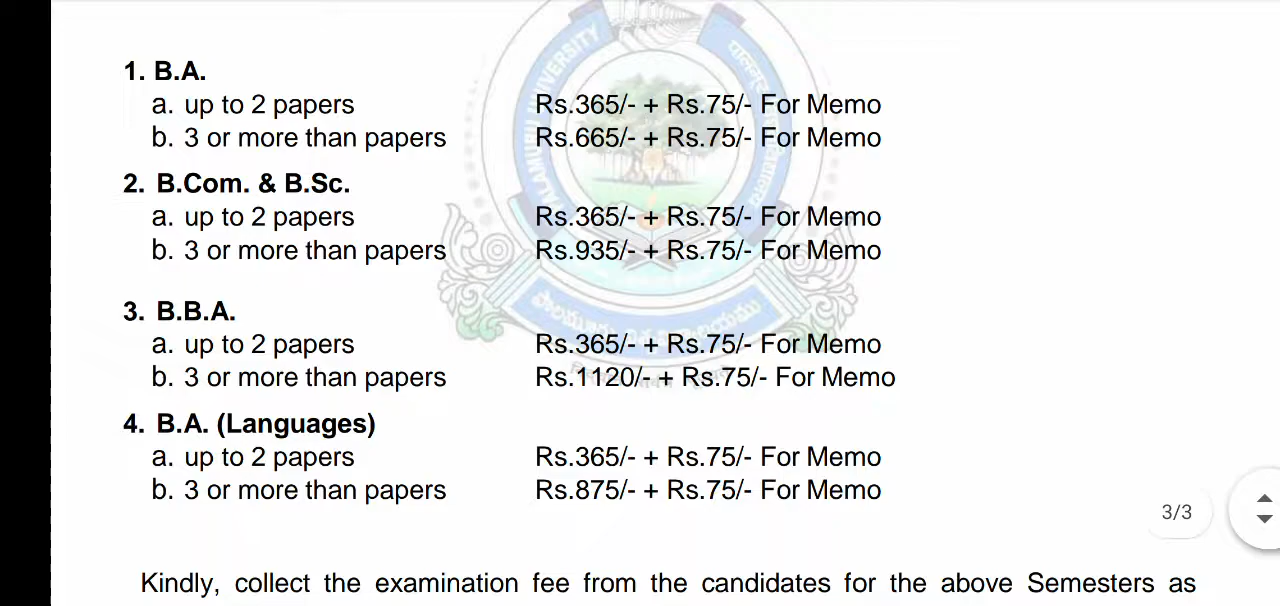 1. B.A.
a. up to 2 papers Rs.365/- + Rs.75/- For Memo
b. 3 or more than papers Rs.665/- + Rs.75/- For Memo
2. B.Com. & B.Sc.
a. up to 2 papers Rs.365/- + Rs.75/- For Memo
b. 3 or more than papers Rs.935/- + Rs.75/- For Memo
3. B.B.A.
a. up to 2 papers Rs.365/- + Rs.75/- For Memo
b. 3 or more than papers Rs.1120/- + Rs.75/- For Memo
4. B.A. (Languages)
a. up to 2 papers Rs.365/- + Rs.75/- For Memo
b. 3 or more than papers Rs.875/- + Rs.75/- For Memo
3/3
Kindly, collect the examination fee from the candidates for the above Semesters as
PALAMURU UNIVERSITY